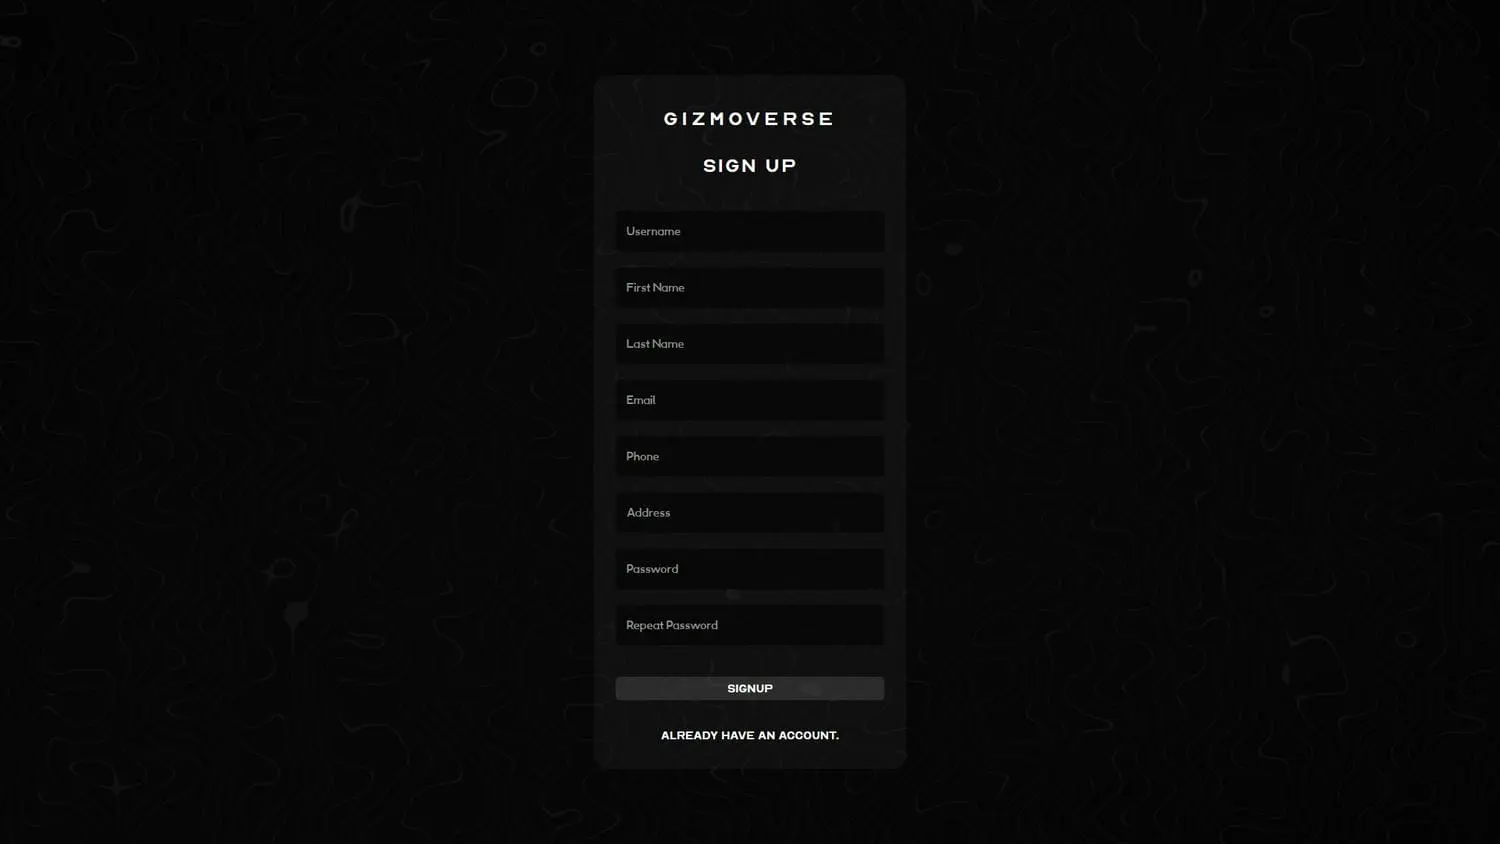 GIZMOVERSE
SIGN UP
Username
First Name
Last Name
Email
Phone
Address
Password
Repeat Password
SIGNUP
ALREADY HAVE AN ACCOUNT.